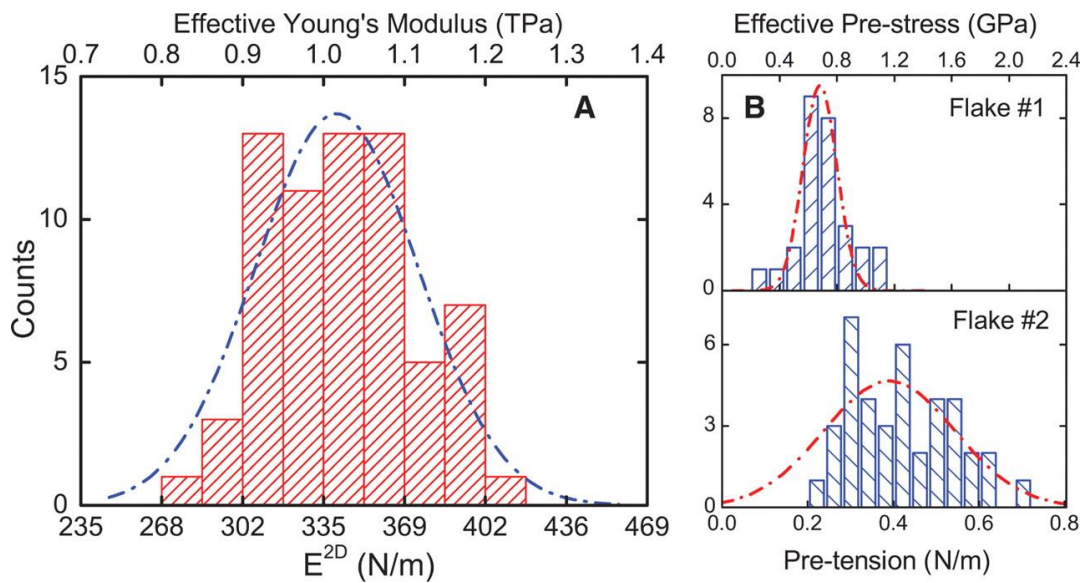 Effective Young's Modulus (TPa)
0.7 0.8 0.9 1.0 1.1 1.2 1.3 1.4
15
10
5
0
Counts
A
235 268 302 335 369 402 436 469
E²ᴰ (N/m)
Effective Pre-stress (GPa)
0.0 0.4 0.8 1.2 1.6 2.0 2.4
B
Flake #1
8
4
0
Flake #2
6
3
0
0.0 0.2 0.4 0.6 0.8
Pre-tension (N/m)